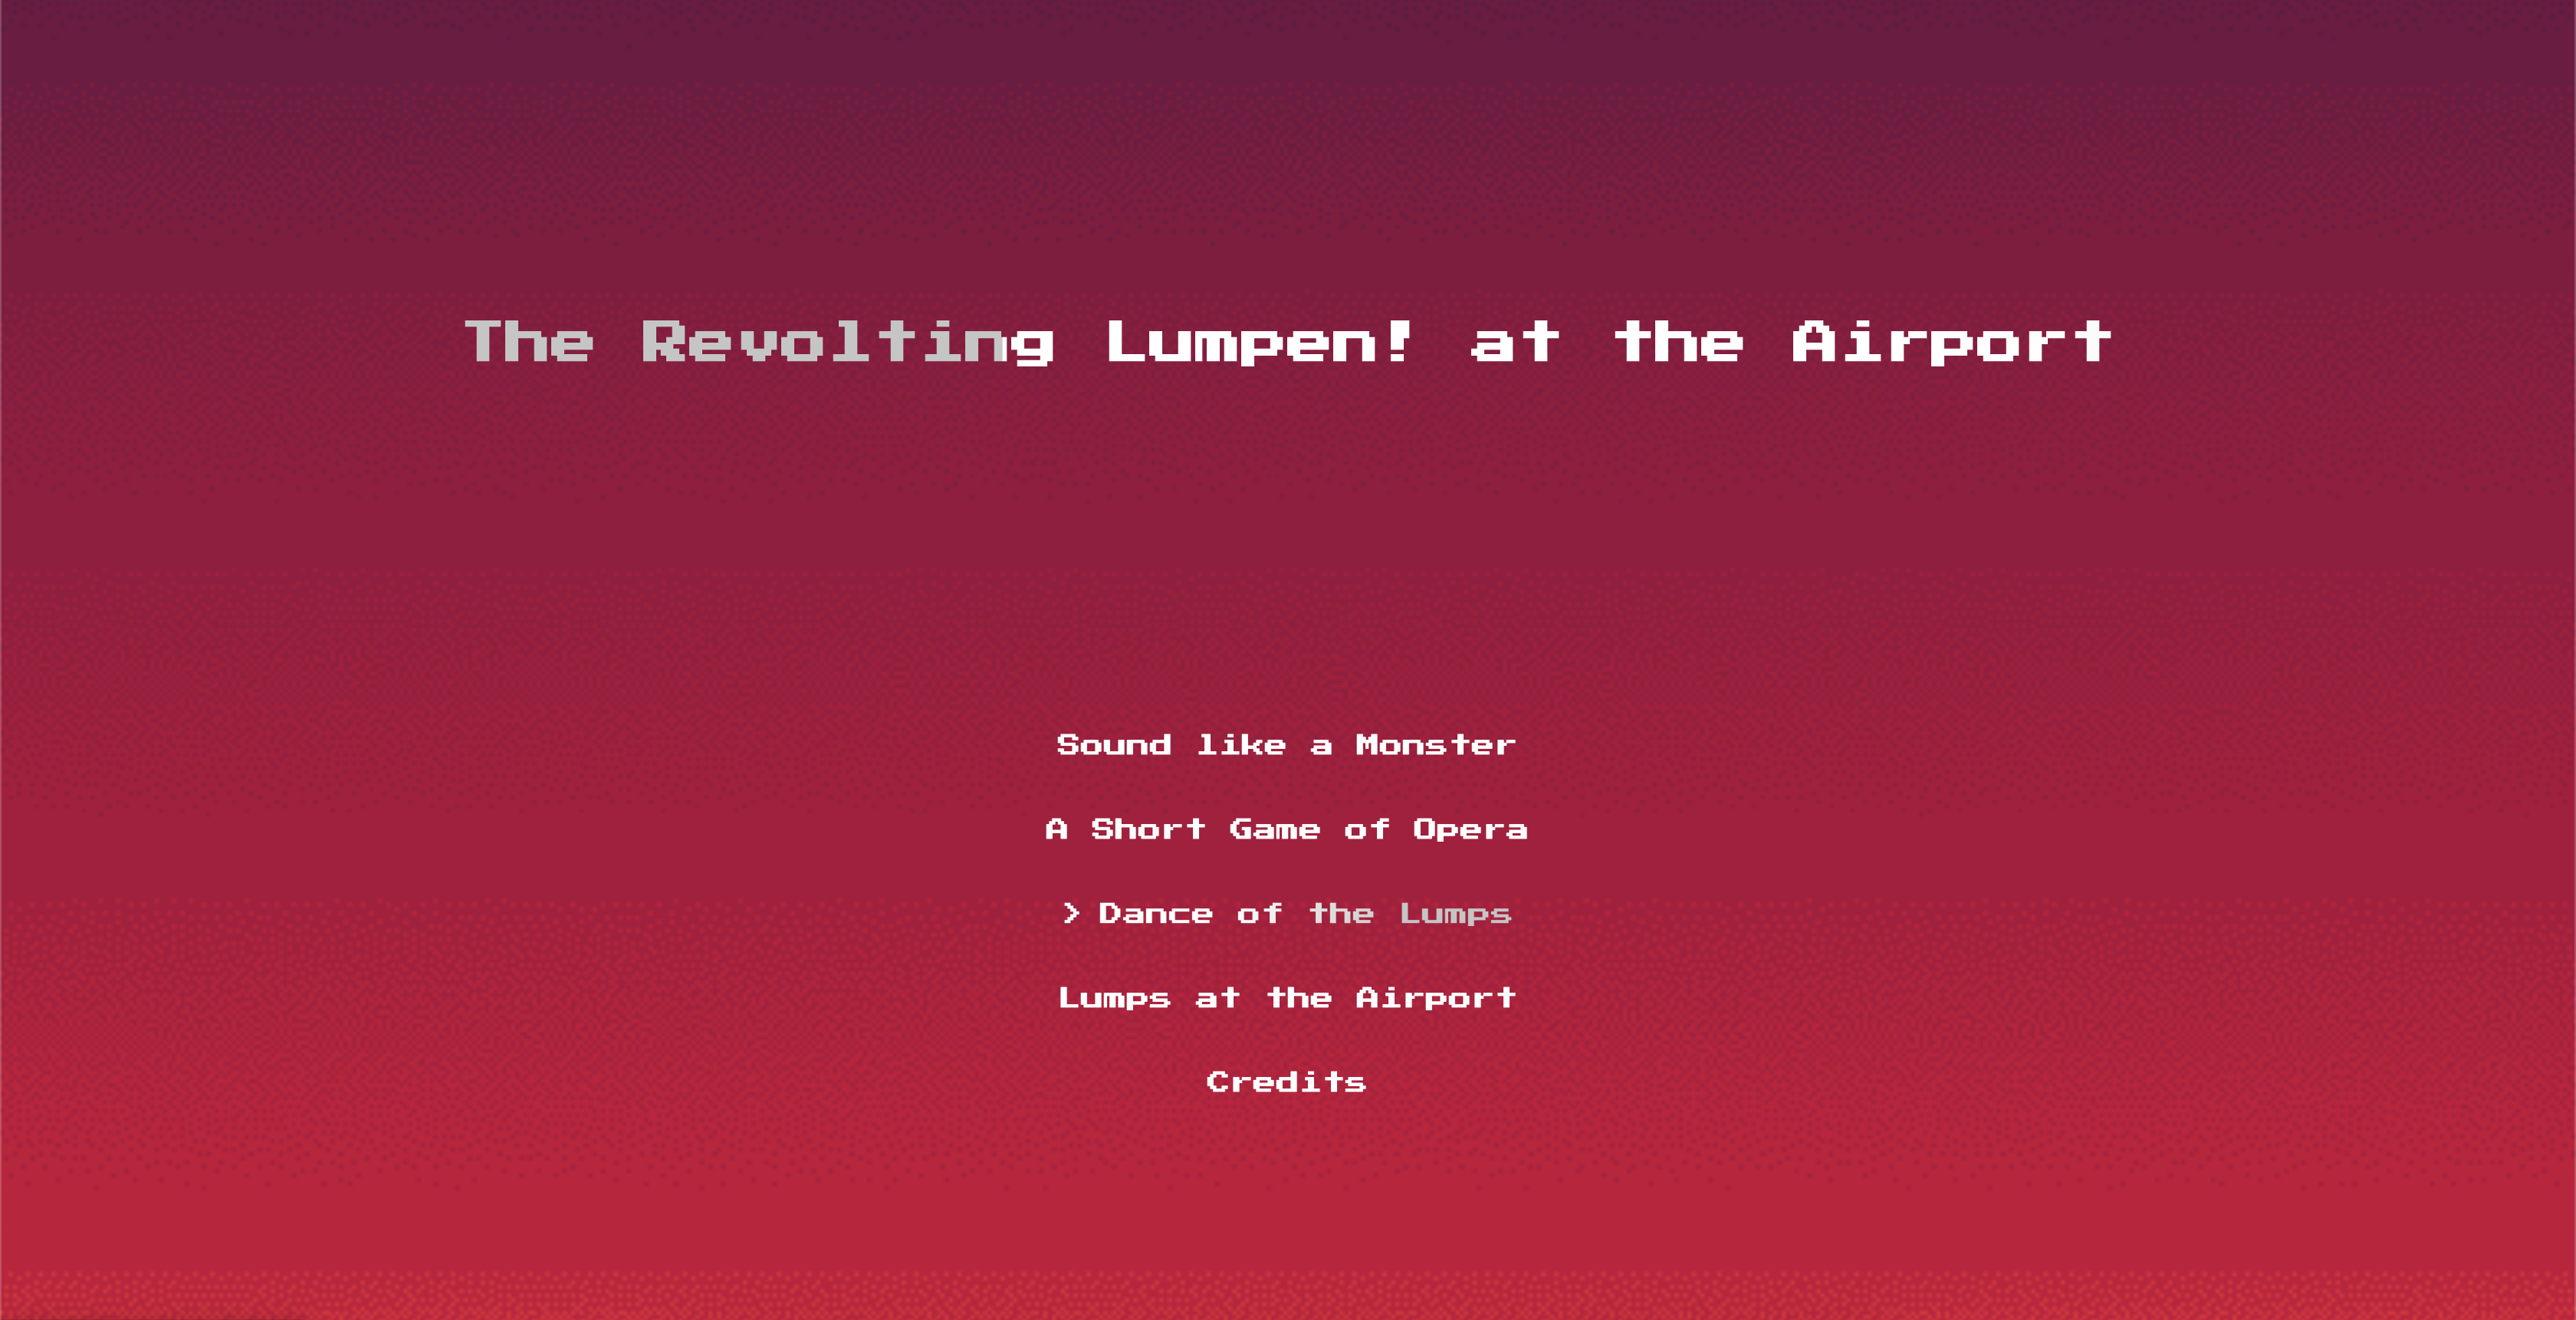 The Revolting Lumpen! at the Airport
Sound like a Monster
A Short Game of Opera
> Dance of the Lumps
Lumps at the Airport
Credits